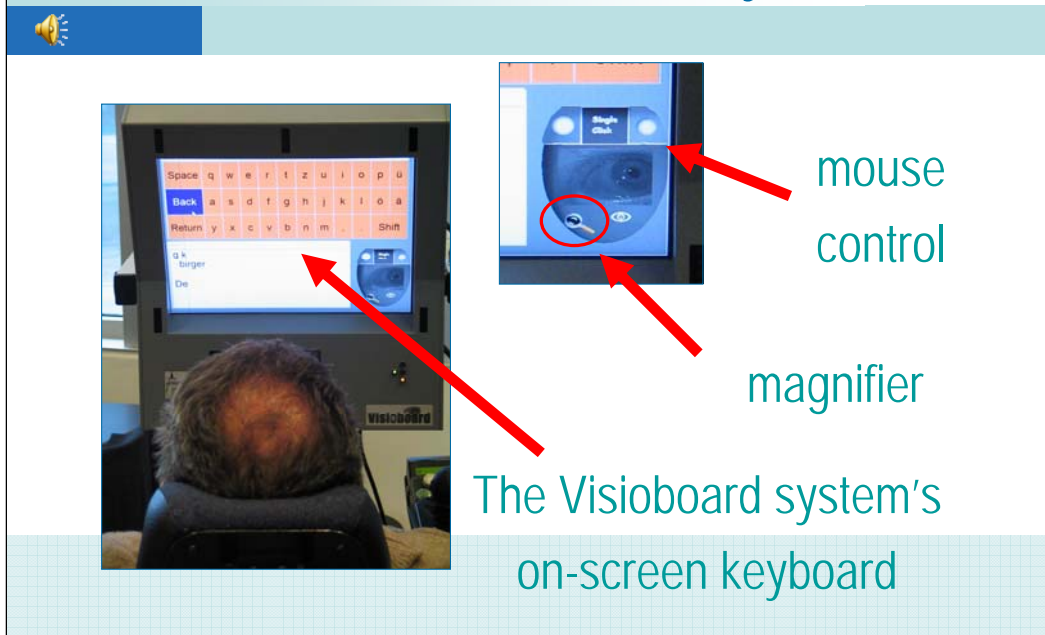 Space q w e r t z u i o p ü
Back a s d f g h j k l ö ä
Return y x c v b n m , . Shift
q k
birger
De
Visioboard
Single
Click
mouse
control
magnifier
The Visioboard system's
on-screen keyboard